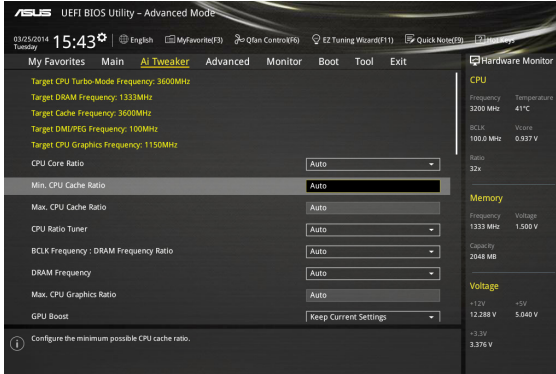 ASUS UEFI BIOS Utility – Advanced Mode
03/25/2014 Tuesday 15:43 English MyFavorite(F3) Qfan Control(F6) EZ Tuning Wizard(F11) Quick Note(F9) ? Hot Keys
My Favorites Main Ai Tweaker Advanced Monitor Boot Tool Exit
Target CPU Turbo-Mode Frequency: 3600MHz
Target DRAM Frequency: 1333MHz
Target Cache Frequency: 3600MHz
Target DMI/PEG Frequency: 100MHz
Target CPU Graphics Frequency: 1150MHz
CPU Core Ratio Auto
Min. CPU Cache Ratio Auto
Max. CPU Cache Ratio Auto
CPU Ratio Tuner Auto
BCLK Frequency : DRAM Frequency Ratio Auto
DRAM Frequency Auto
Max. CPU Graphics Ratio Auto
GPU Boost Keep Current Settings
i Configure the minimum possible CPU cache ratio.
Hardware Monitor
CPU
Frequency Temperature
3200 MHz 41°C
BCLK Vcore
100.0 MHz 0.937 V
Ratio
32x
Memory
Frequency Voltage
1333 MHz 1.500 V
Capacity
2048 MB
Voltage
+12V +5V
12.288 V 5.040 V
+3.3V
3.376 V